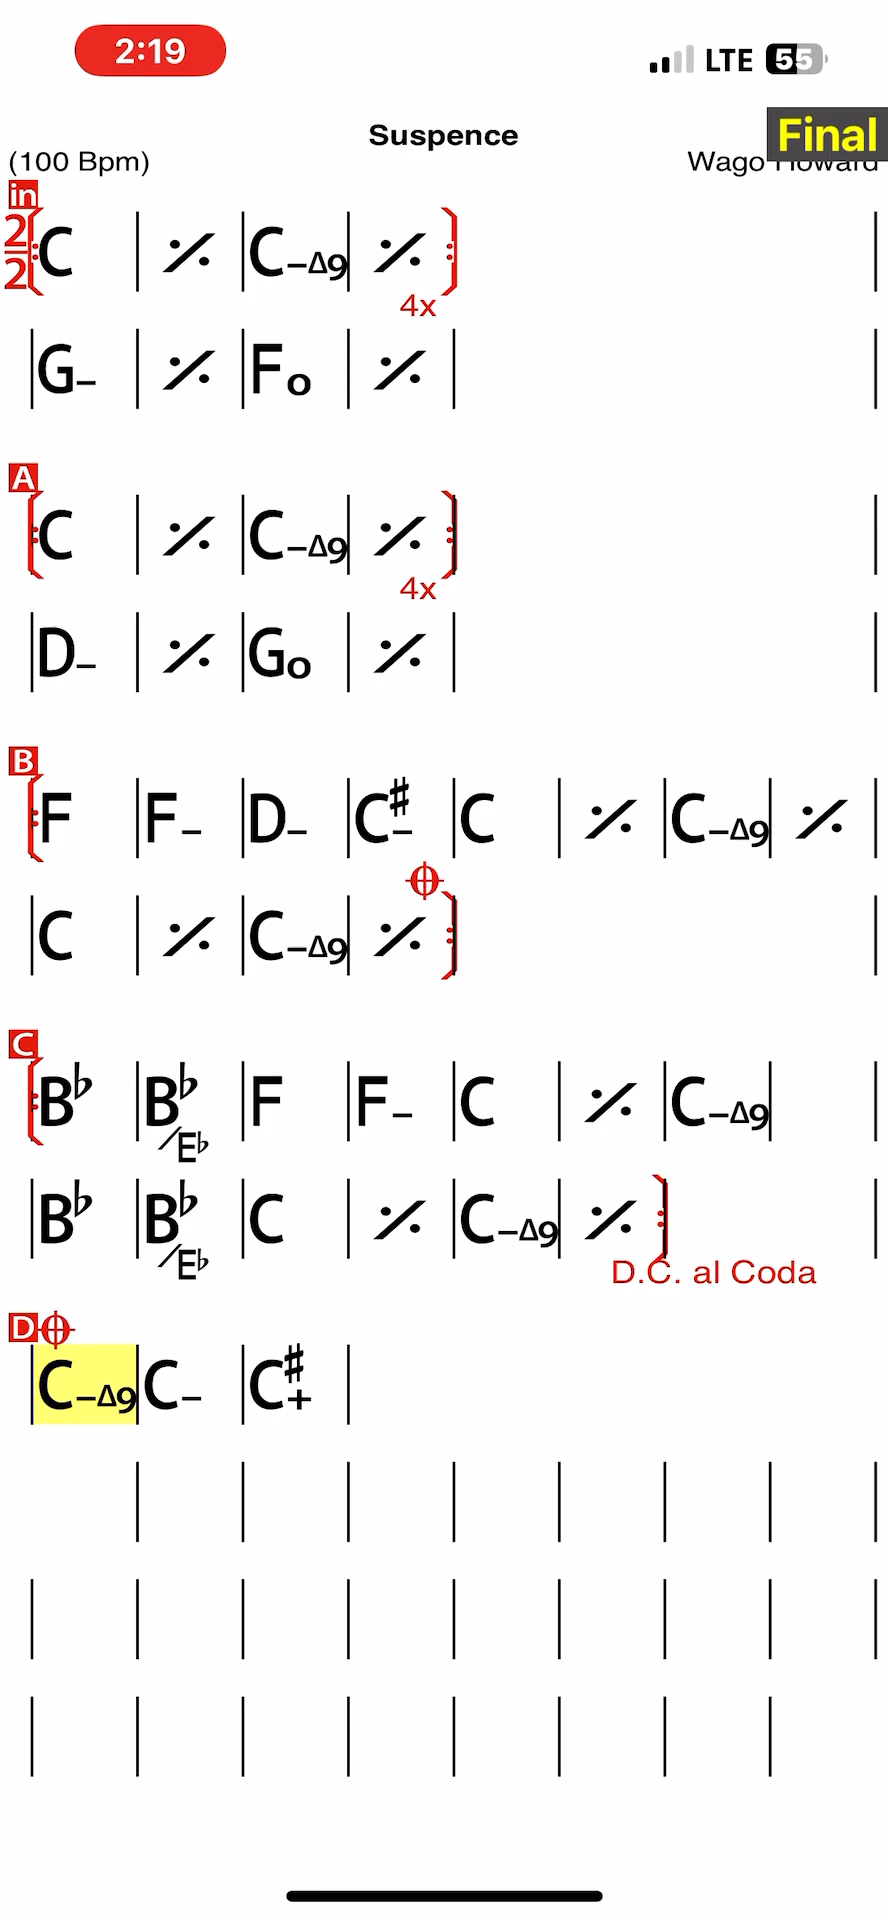 2:19 LTE 55
Suspence
Final
(100 Bpm) Wago Howard
in
2/2 C 𝄎 C-Δ9 𝄎
4x
G- 𝄎 Fo 𝄎
A
C 𝄎 C-Δ9 𝄎
4x
D- 𝄎 Go 𝄎
B
F F- D- C♯- C 𝄎 C-Δ9 𝄎
C 𝄎 C-Δ9 𝄎
C
B♭ B♭/E♭ F F- C 𝄎 C-Δ9
B♭ B♭/E♭ C 𝄎 C-Δ9 𝄎
D.C. al Coda
D
C-Δ9 C- C♯+